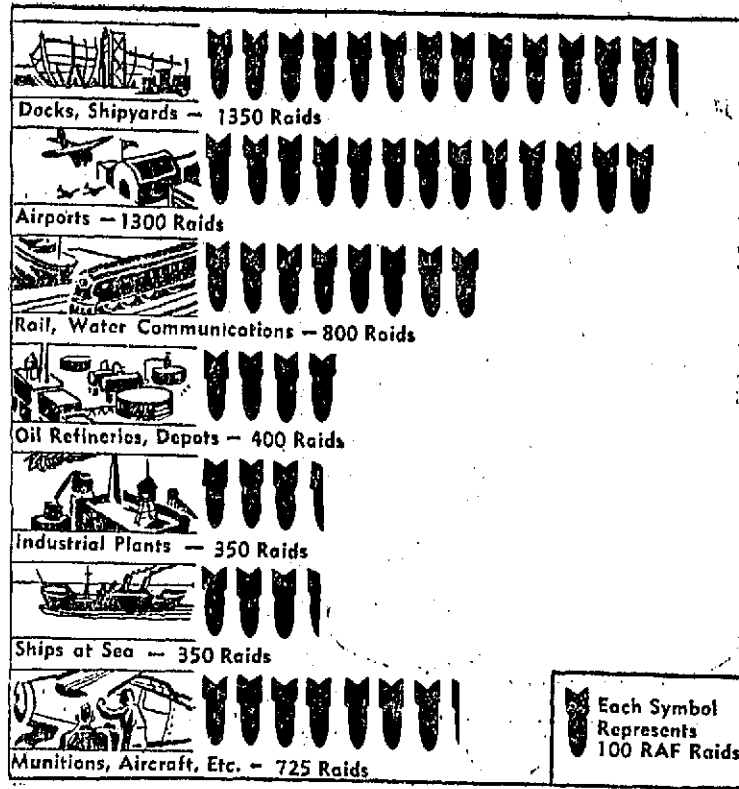 Docks, Shipyards — 1350 Raids
Airports — 1300 Raids
Rail, Water Communications — 800 Raids
Oil Refineries, Depots — 400 Raids
Industrial Plants — 350 Raids
Ships at Sea — 350 Raids
Munitions, Aircraft, Etc. — 725 Raids
Each Symbol
Represents
100 RAF Raids